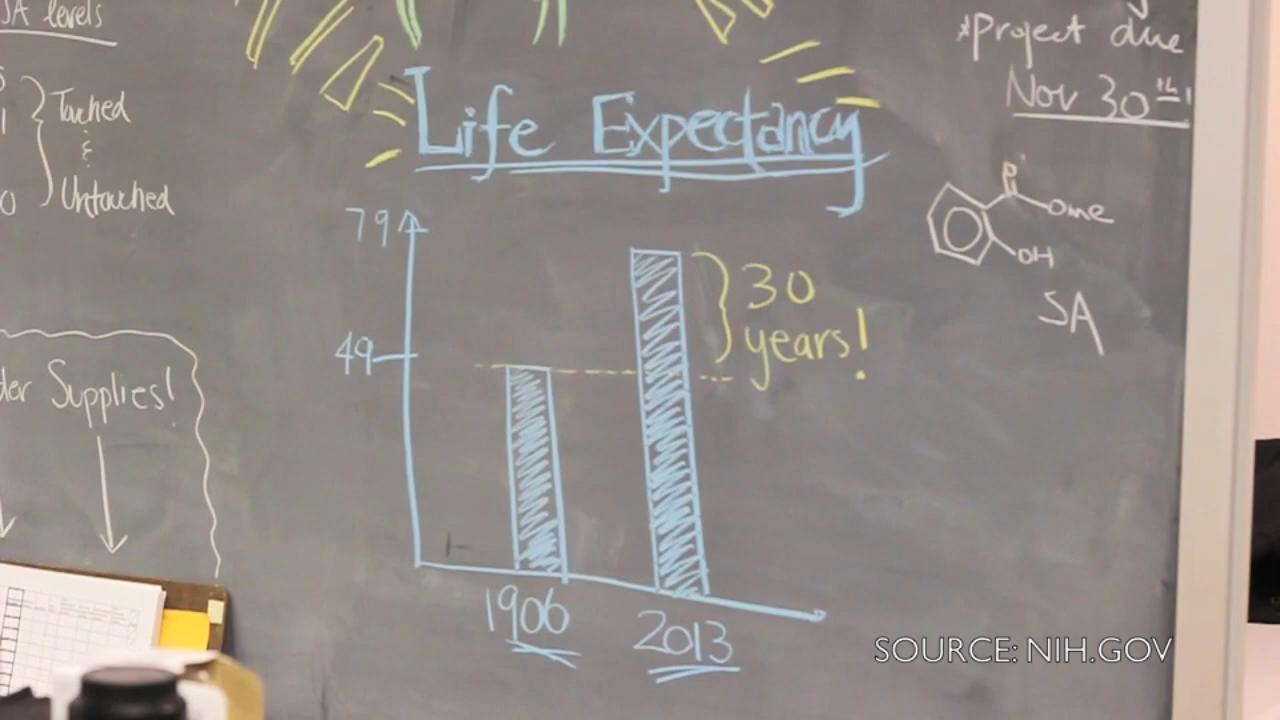 SA levels
Touched
&
Untouched
Supplies!
Life Expectancy
79
49
30
years!
1906
2013
*Project due
Nov 30th!
OMe
OH
SA
SOURCE: NIH.GOV